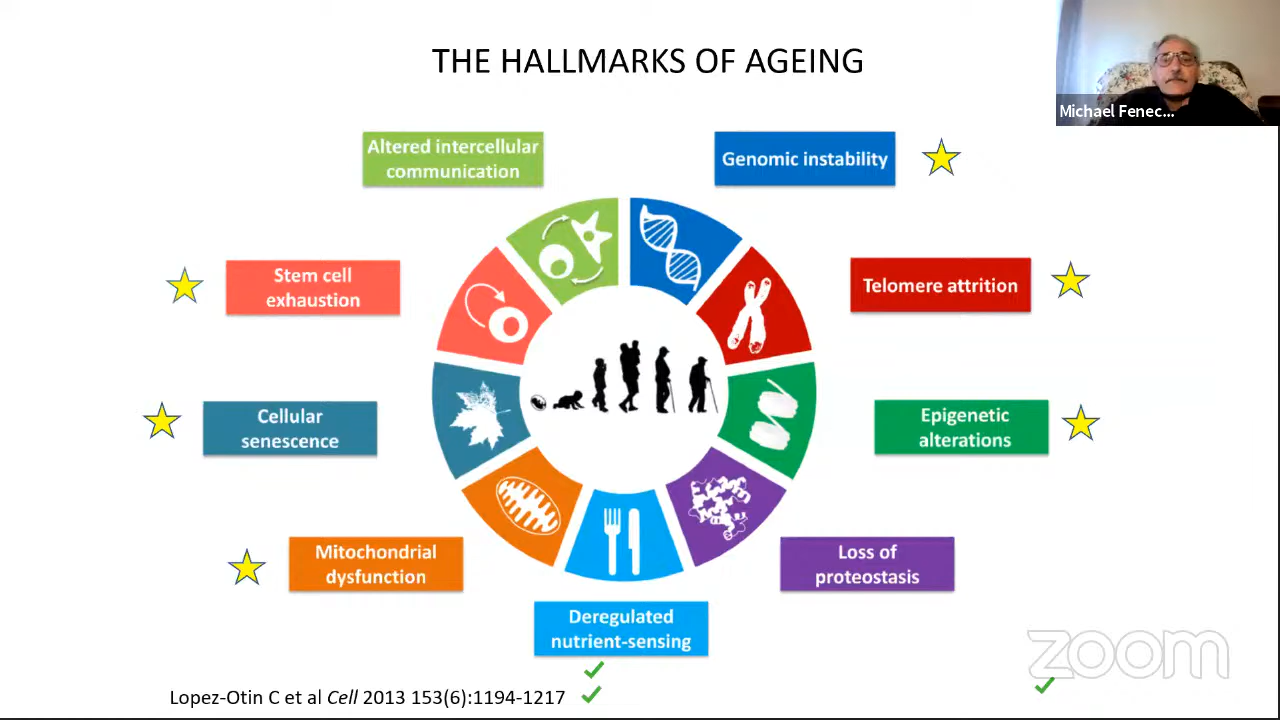 THE HALLMARKS OF AGEING
Michael Fenec...
Altered intercellular
communication
Genomic instability
Stem cell
exhaustion
Telomere attrition
Cellular
senescence
Epigenetic
alterations
Mitochondrial
dysfunction
Loss of
proteostasis
Deregulated
nutrient-sensing
zoom
Lopez-Otin C et al Cell 2013 153(6):1194-1217